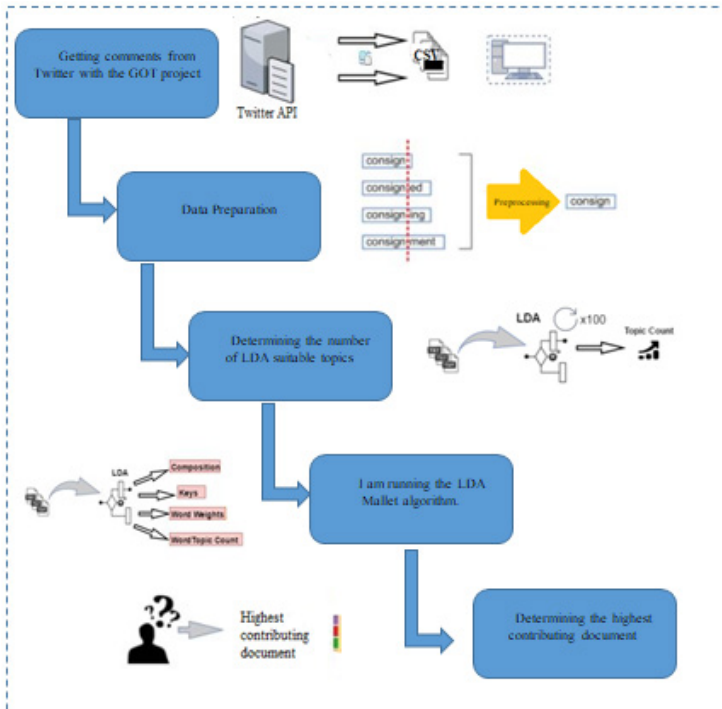 Getting comments from
Twitter with the GOT project
CSV
Twitter API
Data Preparation
consign
consigned
consigning
consignment
Preprocessing
consign
Determining the number
of LDA suitable topics
LDA
x100
Topic Count
LDA
Composition
Keys
Word Weights
WordTopic Count
I am running the LDA
Mallet algorithm.
Highest
contributing
document
Determining the highest
contributing document